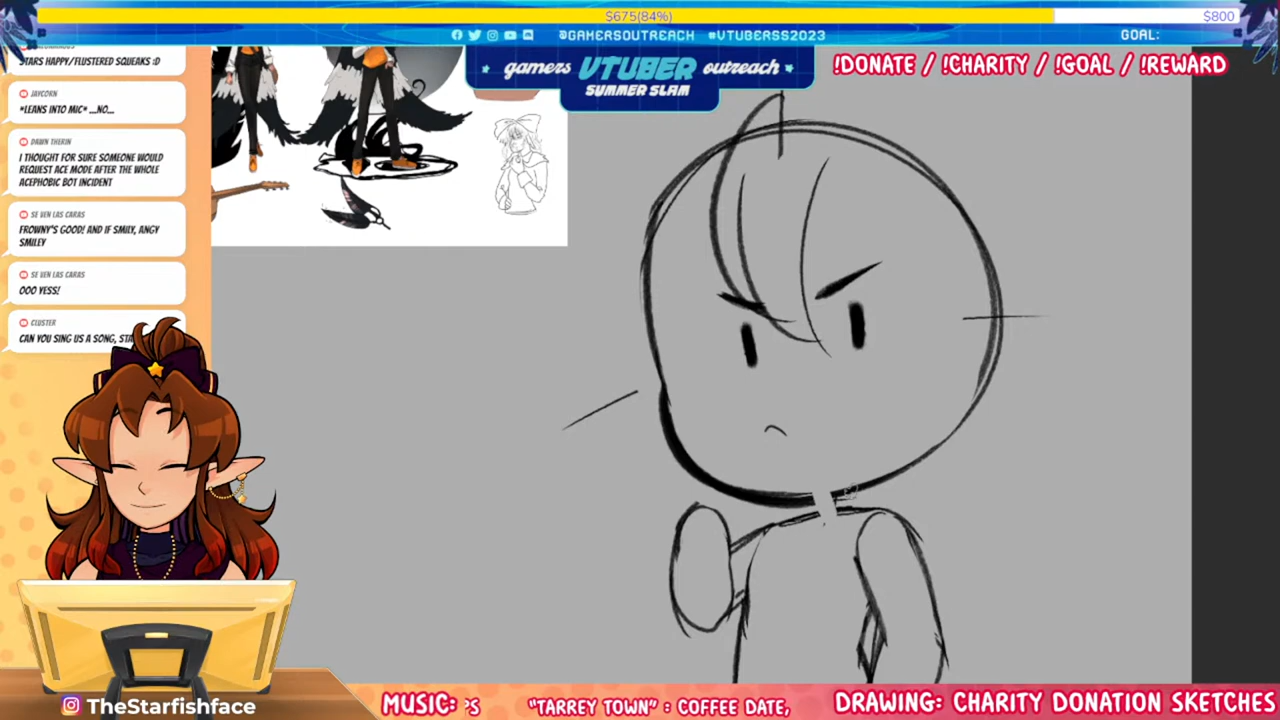 $675(84%)
$800
@GAMERSOUTREACH #VTUBERSS2023
GOAL:
gamers VTUBER outreach
SUMMER SLAM
!DONATE / !CHARITY / !GOAL / !REWARD
STARS HAPPY/FLUSTERED SQUEAKS :D
JAYCORN
*LEANS INTO MIC* ...NO...
DAWN THERIN
I THOUGHT FOR SURE SOMEONE WOULD
REQUEST ACE MODE AFTER THE WHOLE
ACEPHOBIC BOT INCIDENT
SE VEN LAS CARAS
FROWNY'S GOOD! AND IF SMILY, ANGY
SMILEY
SE VEN LAS CARAS
OOO YESS!
CLUSTER
CAN YOU SING US A SONG,
TheStarfishface
MUSIC: "TARREY TOWN" : COFFEE DATE,
DRAWING: CHARITY DONATION SKETCHES